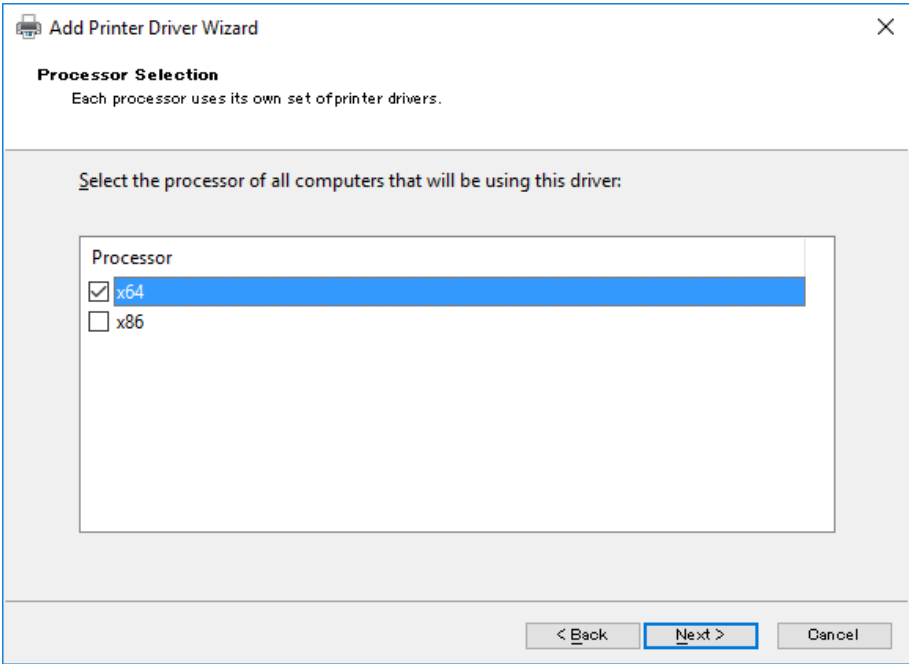 Add Printer Driver Wizard
Processor Selection
Each processor uses its own set of printer drivers.
Select the processor of all computers that will be using this driver:
Processor
x64
x86
< Back Next > Cancel